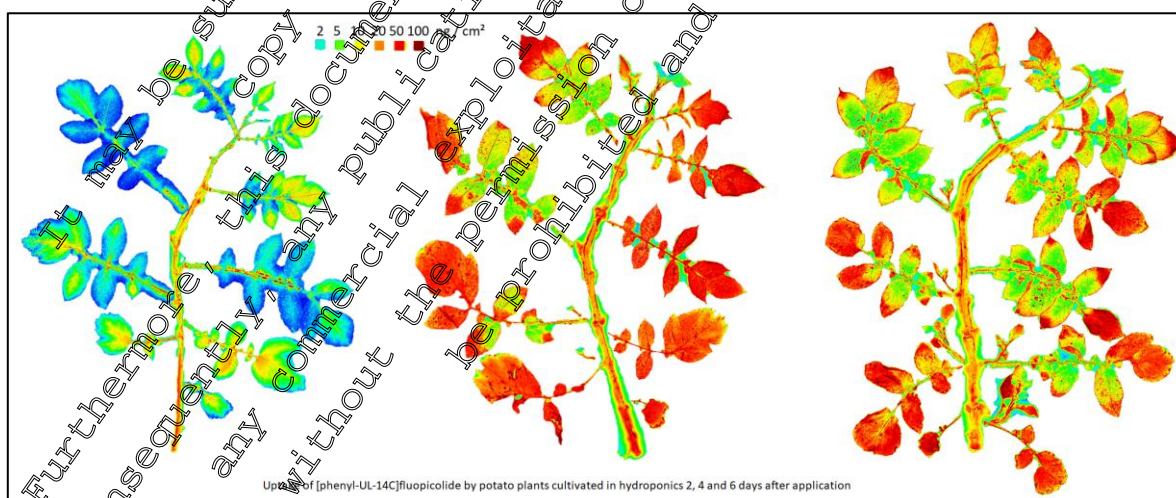 2 5 10 20 50 100 ng / cm²
It may be su
copy
Furthermore, this docume
nsequently, any publicati
any commercial exploita
without the permission o
be prohibited and
Uptake of [phenyl-UL-14C]fluopicolide by potato plants cultivated in hydroponics 2, 4 and 6 days after application